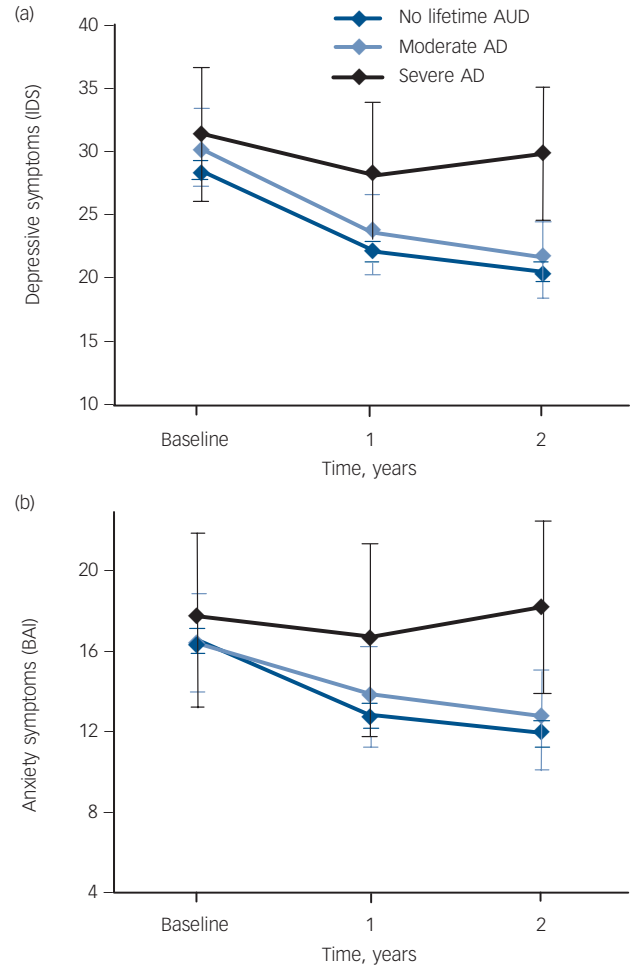 (a)
No lifetime AUD
Moderate AD
Severe AD
Depressive symptoms (IDS)
40
35
30
25
20
15
10
Baseline 1 2
Time, years
(b)
Anxiety symptoms (BAI)
20
16
12
8
4
Baseline 1 2
Time, years